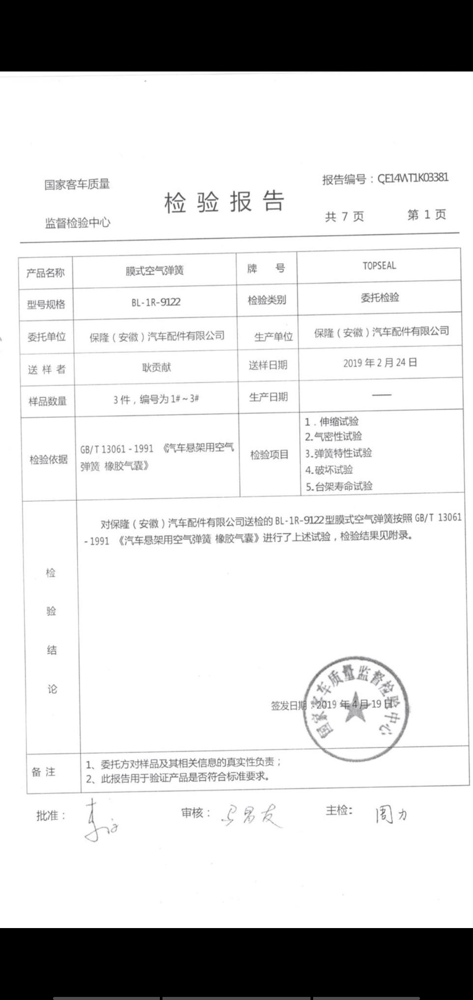 国家客车质量
监督检验中心
检验报告
报告编号：QE14WT1K03381
共 7 页 第 1 页
产品名称 膜式空气弹簧 牌 号 TOPSEAL
型号规格 BL-1R-9122 检验类别 委托检验
委托单位 保隆（安徽）汽车配件有限公司 生产单位 保隆（安徽）汽车配件有限公司
送样者 耿贡献 送样日期 2019 年 2 月 24 日
样品数量 3 件，编号为 1#~3# 生产日期 ——
检验依据 GB/T 13061-1991 《汽车悬架用空气
弹簧 橡胶气囊》
检验项目
1．伸缩试验
2.气密性试验
3.弹簧特性试验
4.破坏试验
5.台架寿命试验
检验结论
对保隆（安徽）汽车配件有限公司送检的 BL-1R-9122 型膜式空气弹簧按照 GB/T 13061
-1991 《汽车悬架用空气弹簧 橡胶气囊》进行了上述试验，检验结果见附录。
国家客车质量监督检验中心
签发日期：2019 年 4 月 19 日
备注
1、委托方对样品及其相关信息的真实性负责；
2、此报告用于验证产品是否符合标准要求。
批准： 审核： 主检： 周力